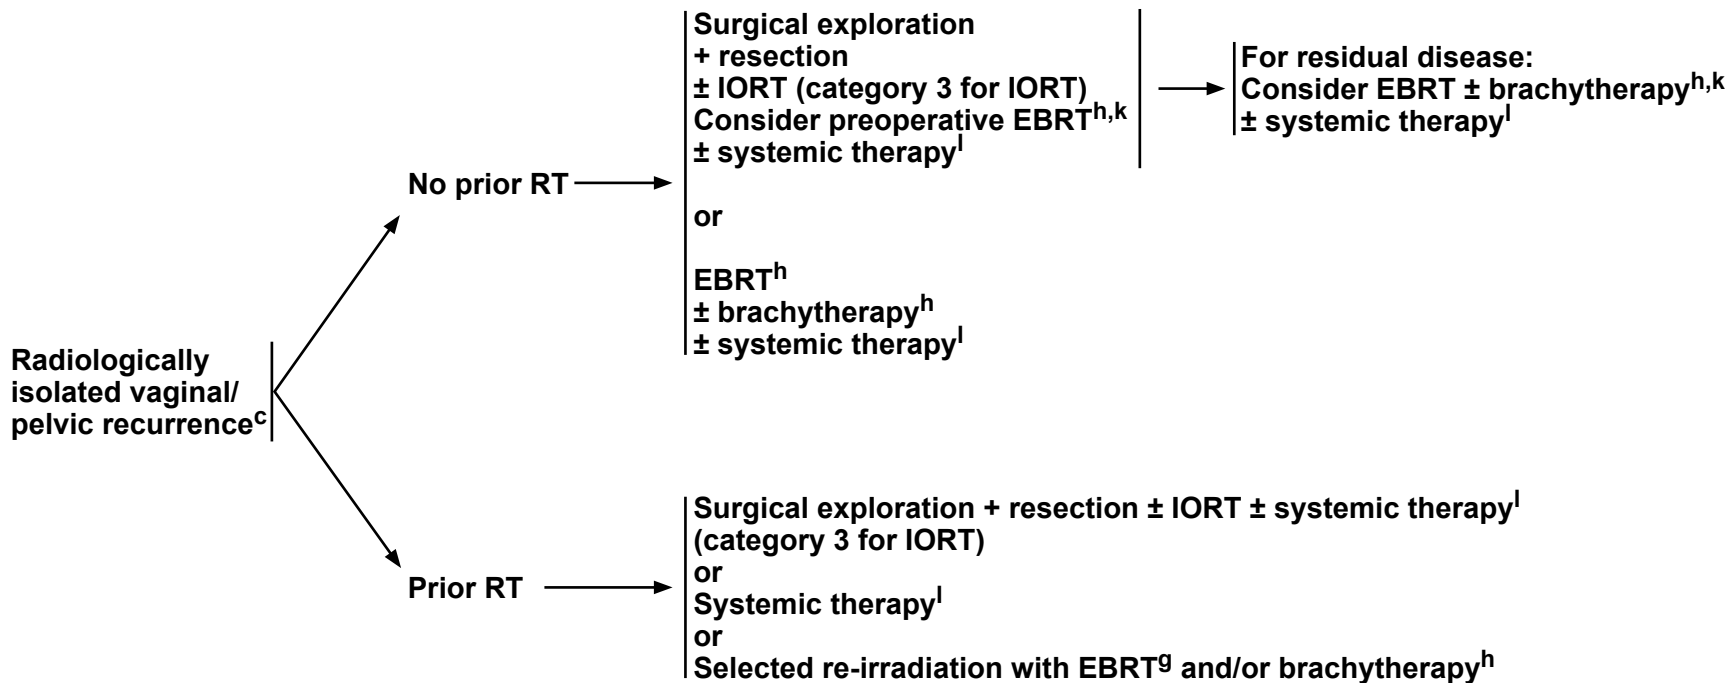 Radiologically
isolated vaginal/
pelvic recurrenceᶜ
No prior RT
Surgical exploration
+ resection
± IORT (category 3 for IORT)
Consider preoperative EBRTʰ,ᵏ
± systemic therapyˡ
or
EBRTʰ
± brachytherapyʰ
± systemic therapyˡ
For residual disease:
Consider EBRT ± brachytherapyʰ,ᵏ
± systemic therapyˡ
Prior RT
Surgical exploration + resection ± IORT ± systemic therapyˡ
(category 3 for IORT)
or
Systemic therapyˡ
or
Selected re-irradiation with EBRTᵍ and/or brachytherapyʰ